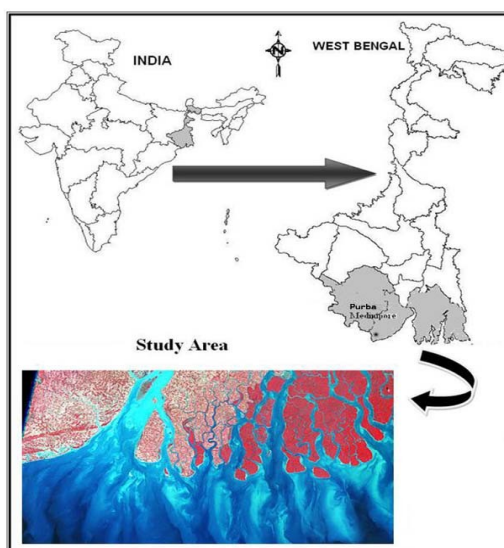 INDIA
N
WEST BENGAL
Purba
Medinipore
Study Area